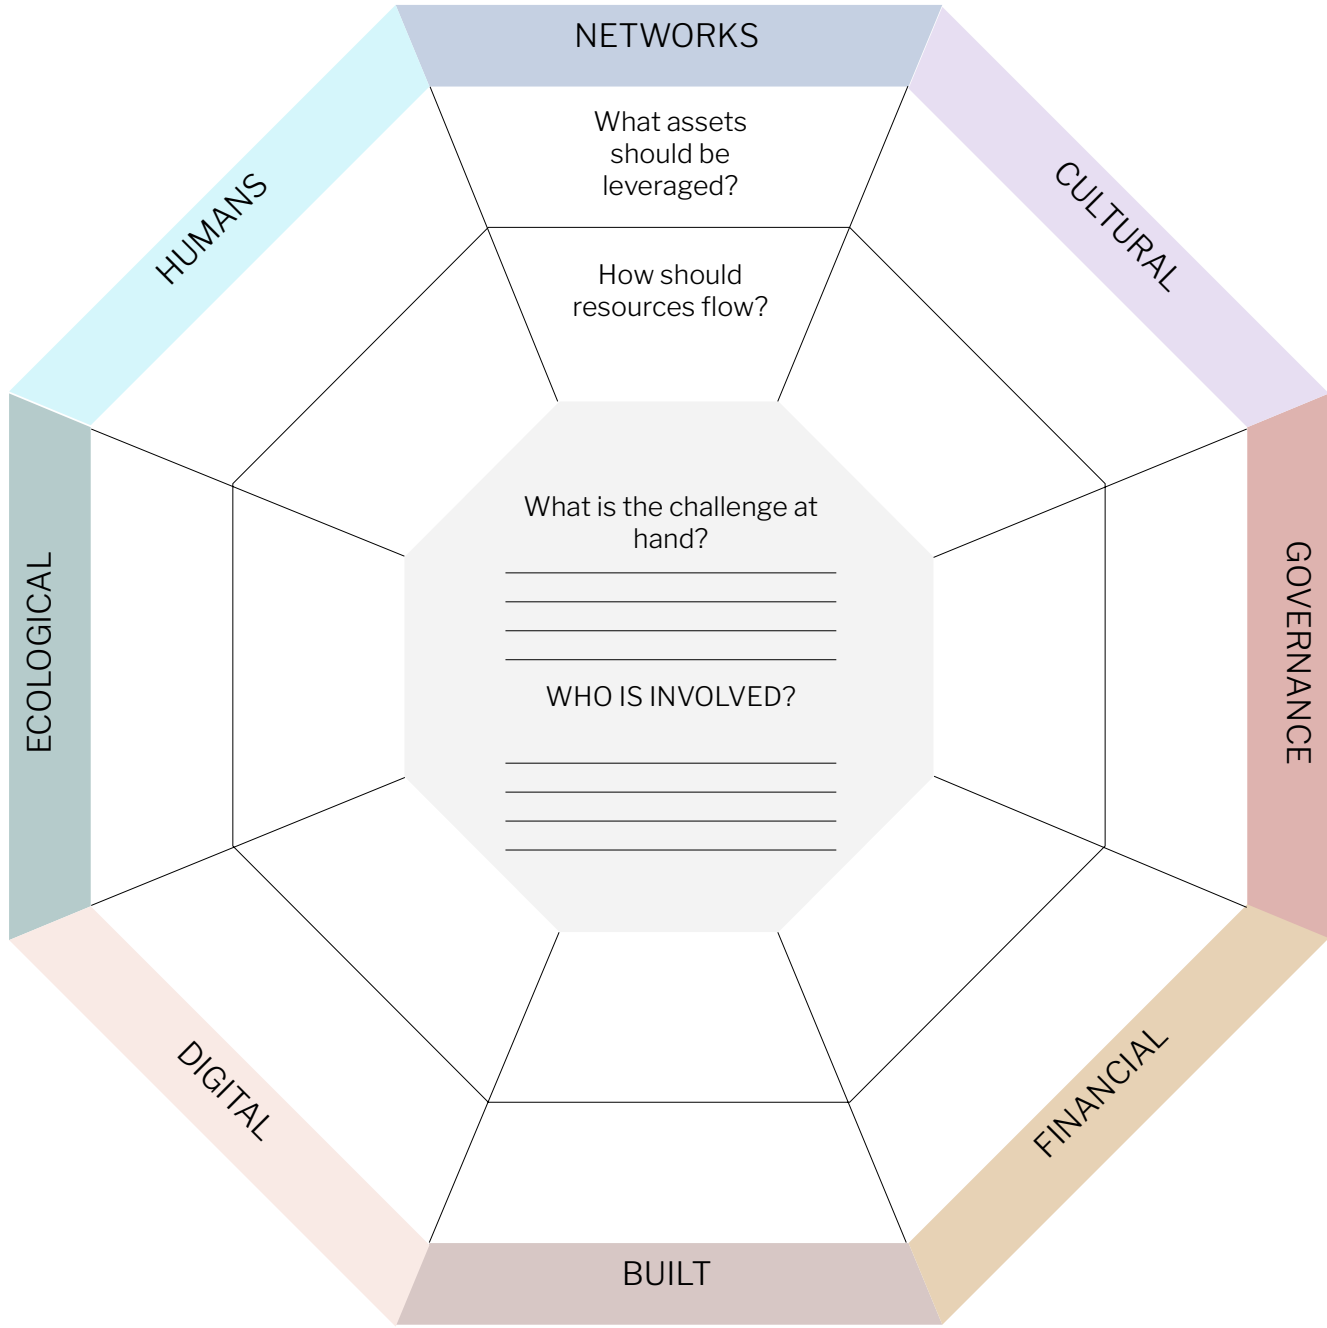 NETWORKS
What assets
should be
leveraged?
How should
resources flow?
HUMANS
CULTURAL
What is the challenge at
hand?
WHO IS INVOLVED?
ECOLOGICAL
GOVERNANCE
DIGITAL
FINANCIAL
BUILT